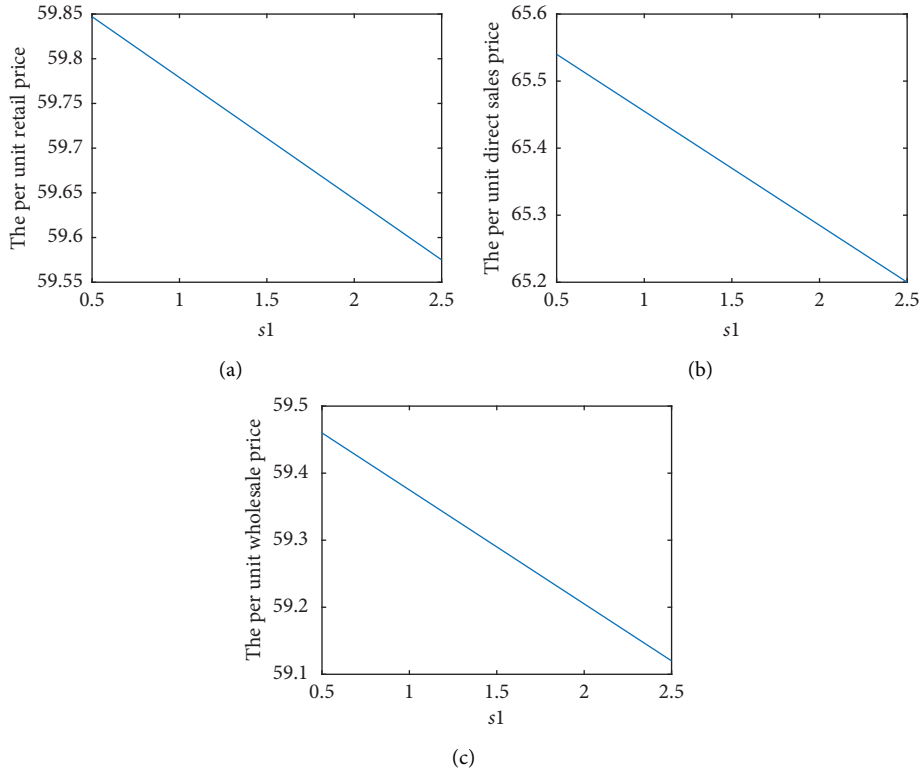 The per unit retail price
59.85
59.8
59.75
59.7
59.65
59.6
59.55
0.5 1 1.5 2 2.5
s1
(a)
The per unit direct sales price
65.6
65.5
65.4
65.3
65.2
0.5 1 1.5 2 2.5
s1
(b)
The per unit wholesale price
59.5
59.4
59.3
59.2
59.1
0.5 1 1.5 2 2.5
s1
(c)